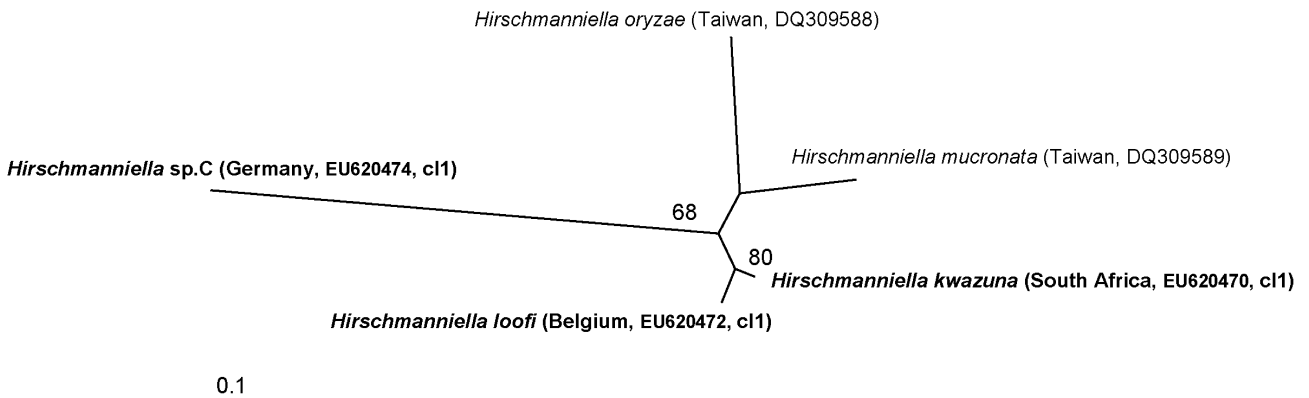 Hirschmanniella oryzae (Taiwan, DQ309588)
Hirschmanniella mucronata (Taiwan, DQ309589)
Hirschmanniella sp.C (Germany, EU620474, cl1)
68
80
Hirschmanniella kwazuna (South Africa, EU620470, cl1)
Hirschmanniella loofi (Belgium, EU620472, cl1)
0.1